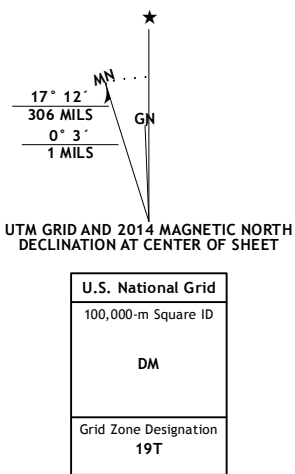 ★
MN
17° 12´
306 MILS
GN
0° 3´
1 MILS
UTM GRID AND 2014 MAGNETIC NORTH
DECLINATION AT CENTER OF SHEET
U.S. National Grid
100,000-m Square ID
DM
Grid Zone Designation
19T